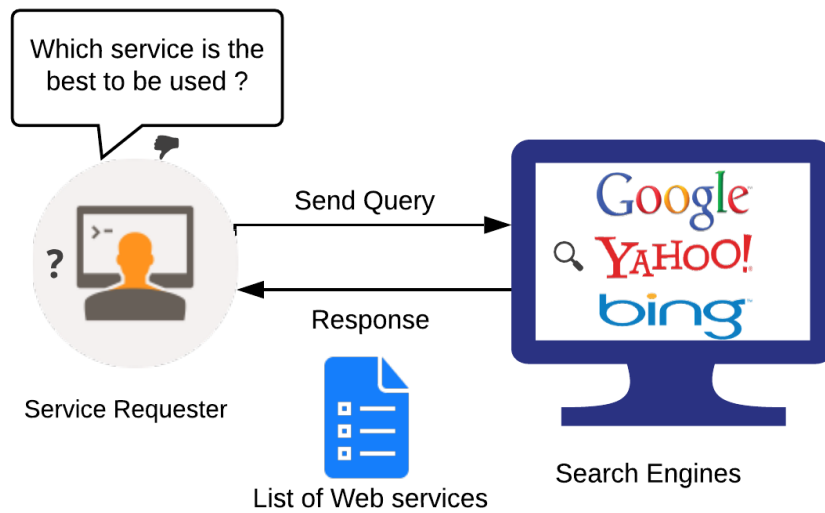 Which service is the
best to be used ?
Send Query
Google
YAHOO!
bing
?
>-
Response
Service Requester
List of Web services
Search Engines